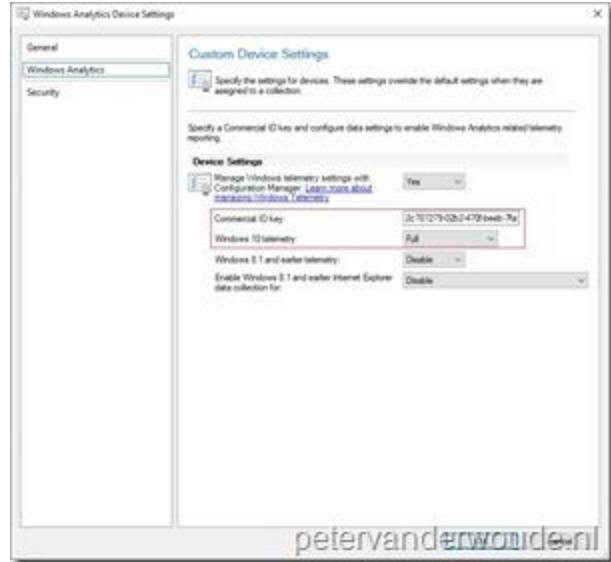 Windows Analytics Device Settings
General
Windows Analytics
Security
Custom Device Settings
Specify the settings for devices. These settings override the default settings when they are
assigned to a collection.
Specify a Commercial ID key and configure data settings to enable Windows Analytics related telemetry
reporting.
Device Settings
Manage Windows telemetry settings with
Configuration Manager. Learn more about
managing Windows Telemetry
Yes
Commercial ID key:
Windows 10 telemetry:
Full
Windows 8.1 and earlier telemetry:
Disable
Enable Windows 8.1 and earlier Internet Explorer
data collection for:
Disable
petervanderwoude.nl